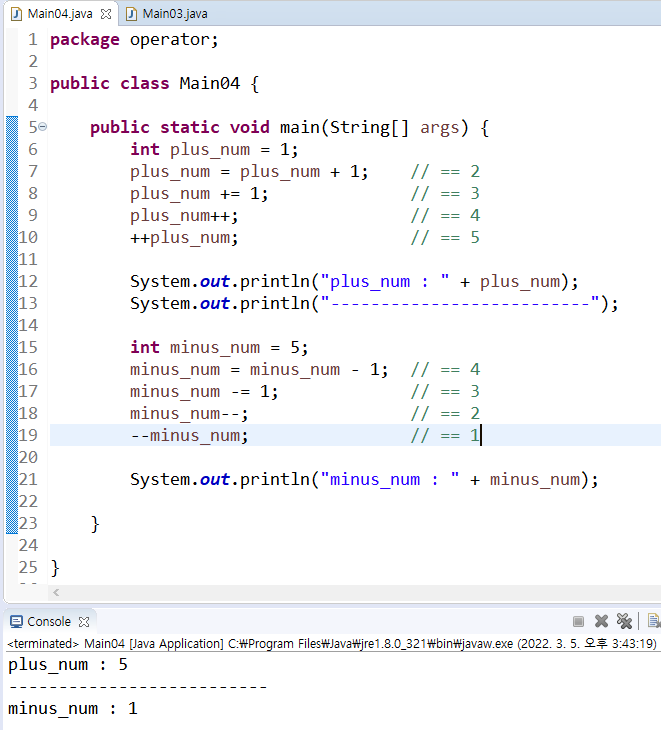 Main04.java Main03.java
1 package operator;
2
3 public class Main04 {
4
5 public static void main(String[] args) {
6 int plus_num = 1;
7 plus_num = plus_num + 1; // == 2
8 plus_num += 1; // == 3
9 plus_num++; // == 4
10 ++plus_num; // == 5
11
12 System.out.println("plus_num : " + plus_num);
13 System.out.println("--------------------------");
14
15 int minus_num = 5;
16 minus_num = minus_num - 1; // == 4
17 minus_num -= 1; // == 3
18 minus_num--; // == 2
19 --minus_num; // == 1
20
21 System.out.println("minus_num : " + minus_num);
22
23 }
24
25 }
Console
<terminated> Main04 [Java Application] C:₩Program Files₩Java₩jre1.8.0_321₩bin₩javaw.exe (2022. 3. 5. 오후 3:43:19)
plus_num : 5
--------------------------
minus_num : 1